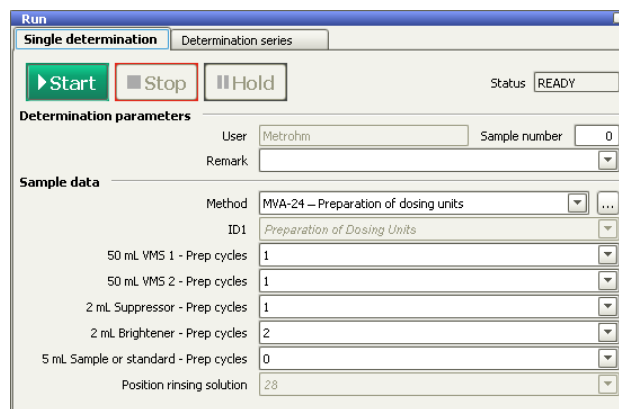 Run
Single determination Determination series
Start Stop Hold Status READY
Determination parameters
User Metrohm Sample number 0
Remark
Sample data
Method MVA-24 – Preparation of dosing units ...
ID1 Preparation of Dosing Units
50 mL VMS 1 - Prep cycles 1
50 mL VMS 2 - Prep cycles 1
2 mL Suppressor - Prep cycles 1
2 mL Brightener - Prep cycles 2
5 mL Sample or standard - Prep cycles 0
Position rinsing solution 28